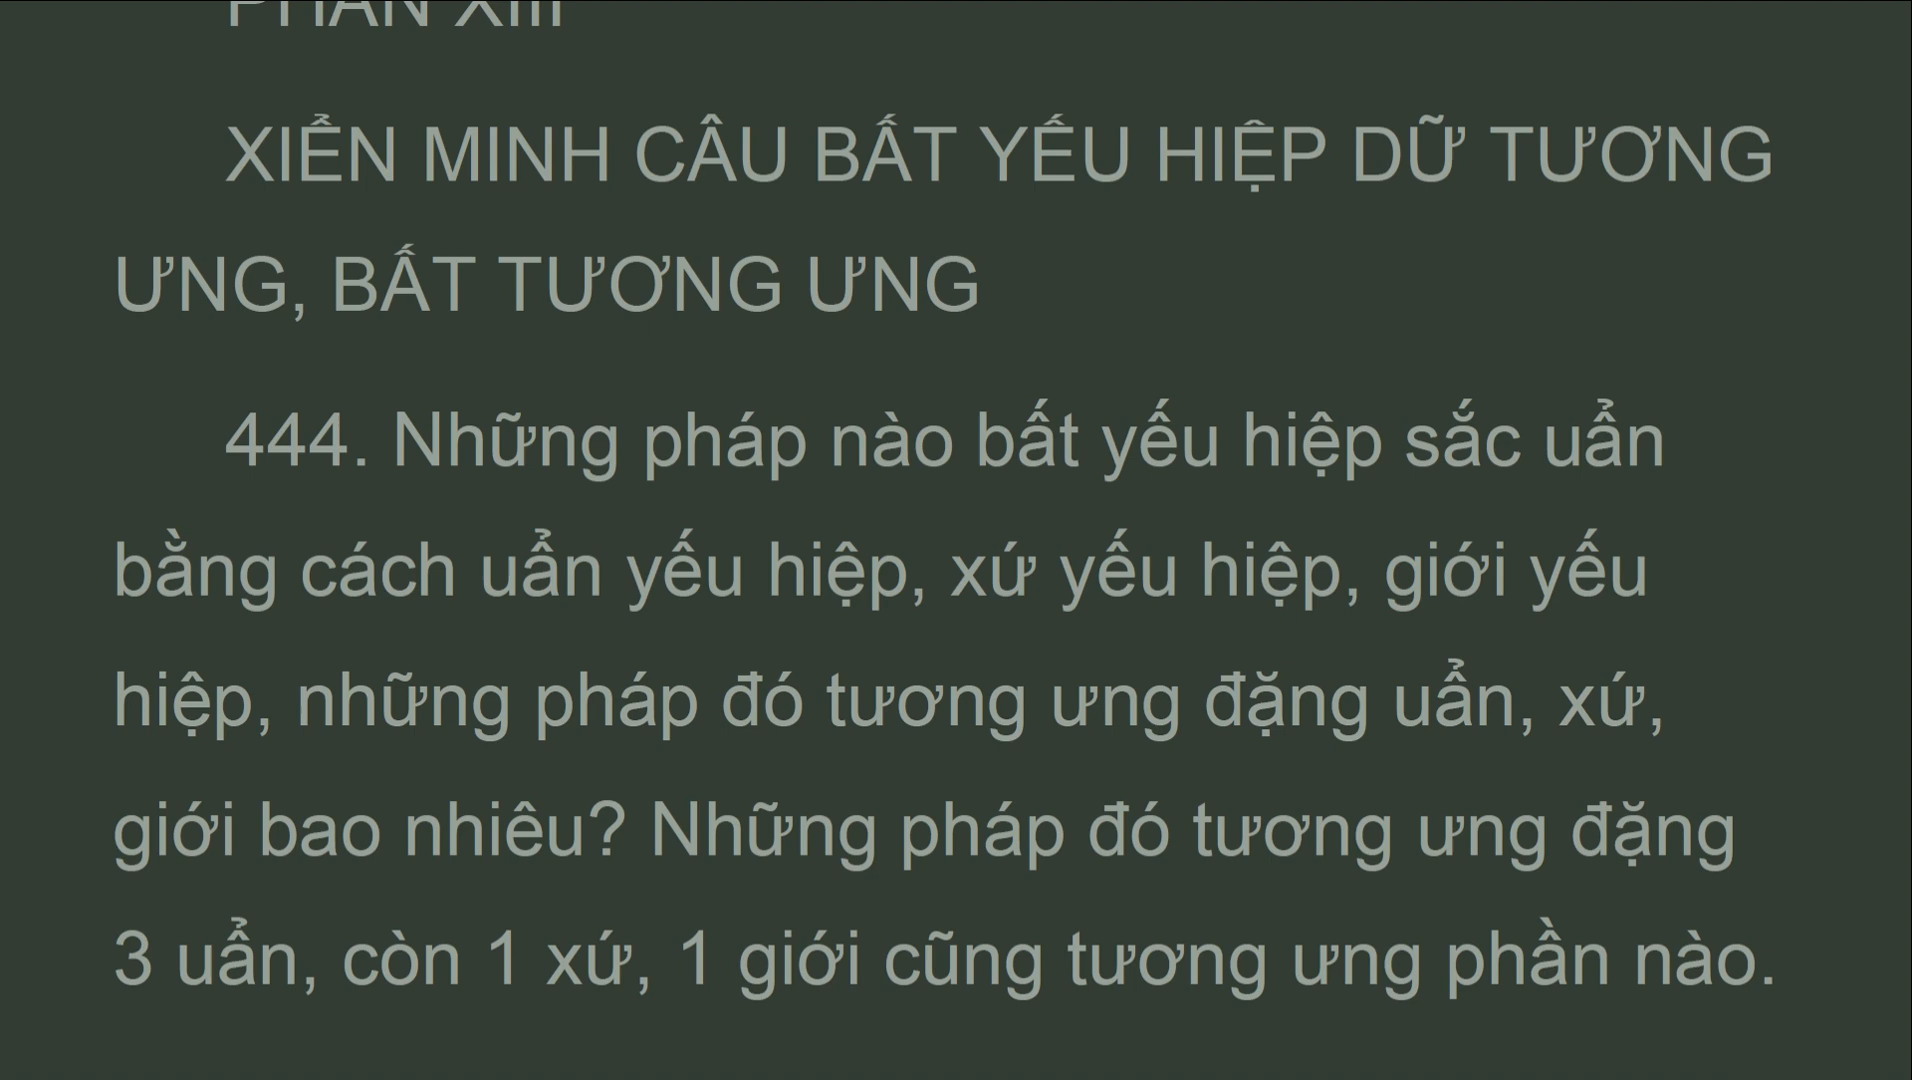 PHẦN XIII
XIỂN MINH CÂU BẤT YẾU HIỆP DỮ TƯƠNG
ƯNG, BẤT TƯƠNG ƯNG
444. Những pháp nào bất yếu hiệp sắc uẩn
bằng cách uẩn yếu hiệp, xứ yếu hiệp, giới yếu
hiệp, những pháp đó tương ưng đặng uẩn, xứ,
giới bao nhiêu? Những pháp đó tương ưng đặng
3 uẩn, còn 1 xứ, 1 giới cũng tương ưng phần nào.